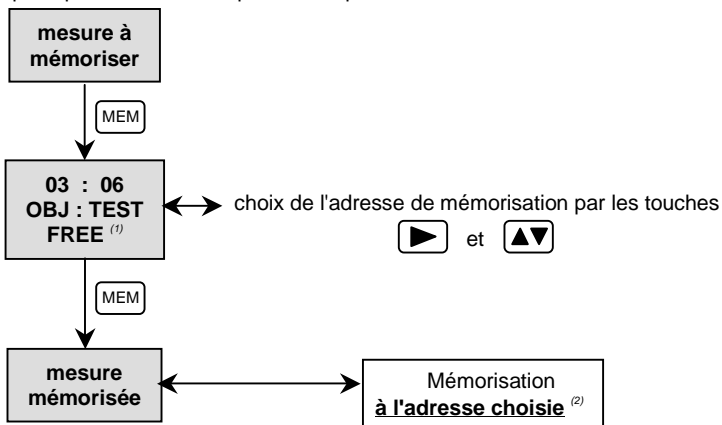 mesure à
mémoriser
MEM
03 : 06
OBJ : TEST
FREE (1)
choix de l'adresse de mémorisation par les touches
et
MEM
mesure
mémorisée
Mémorisation
à l'adresse choisie (2)